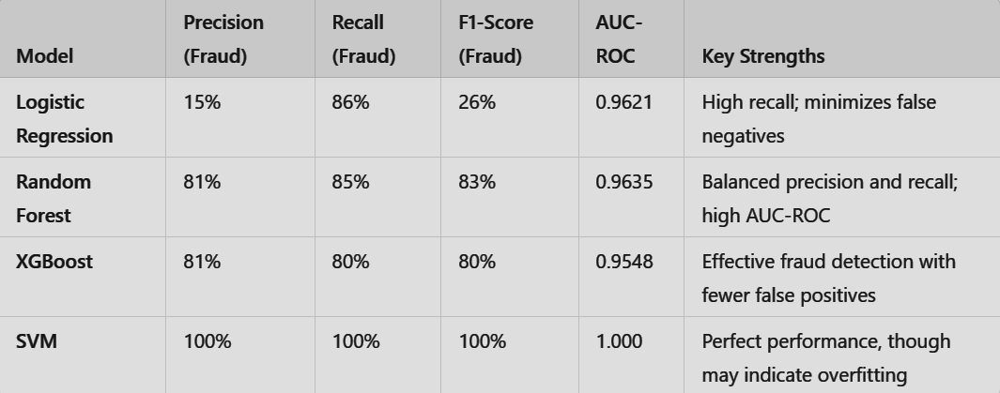 Model Precision (Fraud) Recall (Fraud) F1-Score (Fraud) AUC-ROC Key Strengths
Logistic Regression 15% 86% 26% 0.9621 High recall; minimizes false negatives
Random Forest 81% 85% 83% 0.9635 Balanced precision and recall; high AUC-ROC
XGBoost 81% 80% 80% 0.9548 Effective fraud detection with fewer false positives
SVM 100% 100% 100% 1.000 Perfect performance, though may indicate overfitting